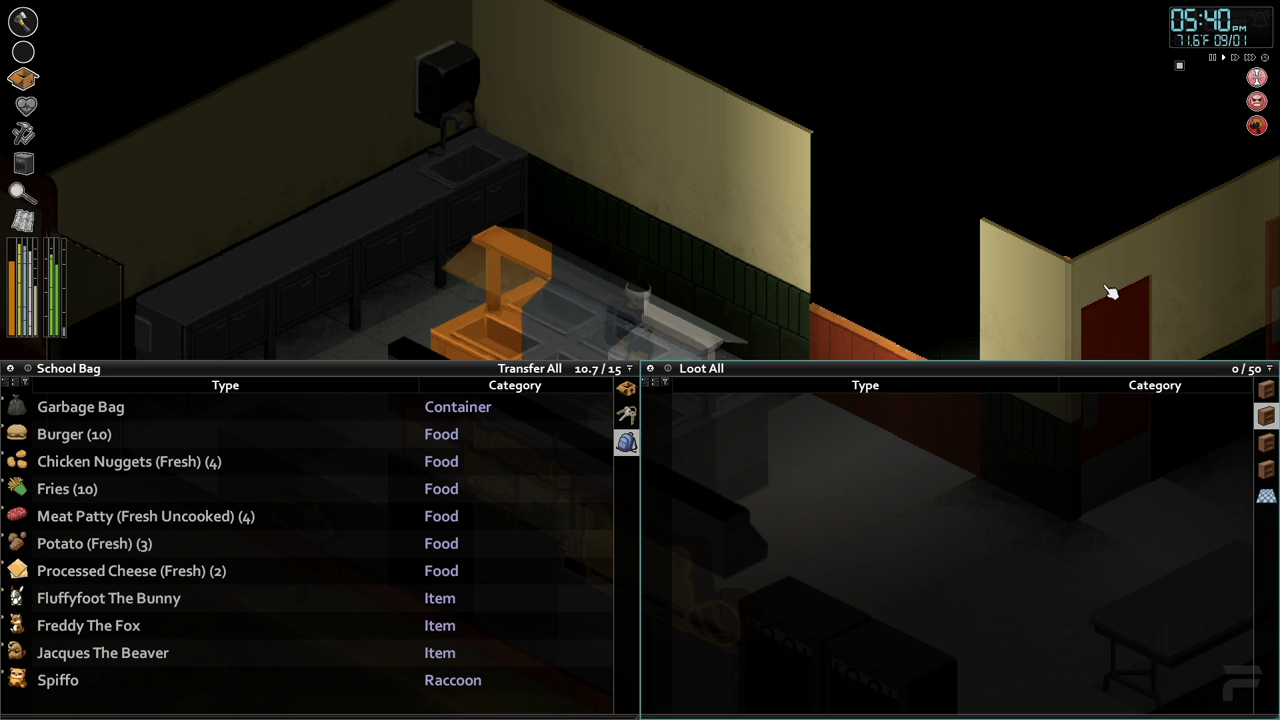 05:40 PM
71.6°F 09/01
School Bag Transfer All 10.7 / 15
Loot All 0 / 50
Type Category
Type Category
Garbage Bag Container
Burger (10) Food
Chicken Nuggets (Fresh) (4) Food
Fries (10) Food
Meat Patty (Fresh Uncooked) (4) Food
Potato (Fresh) (3) Food
Processed Cheese (Fresh) (2) Food
Fluffyfoot The Bunny Item
Freddy The Fox Item
Jacques The Beaver Item
Spiffo Raccoon